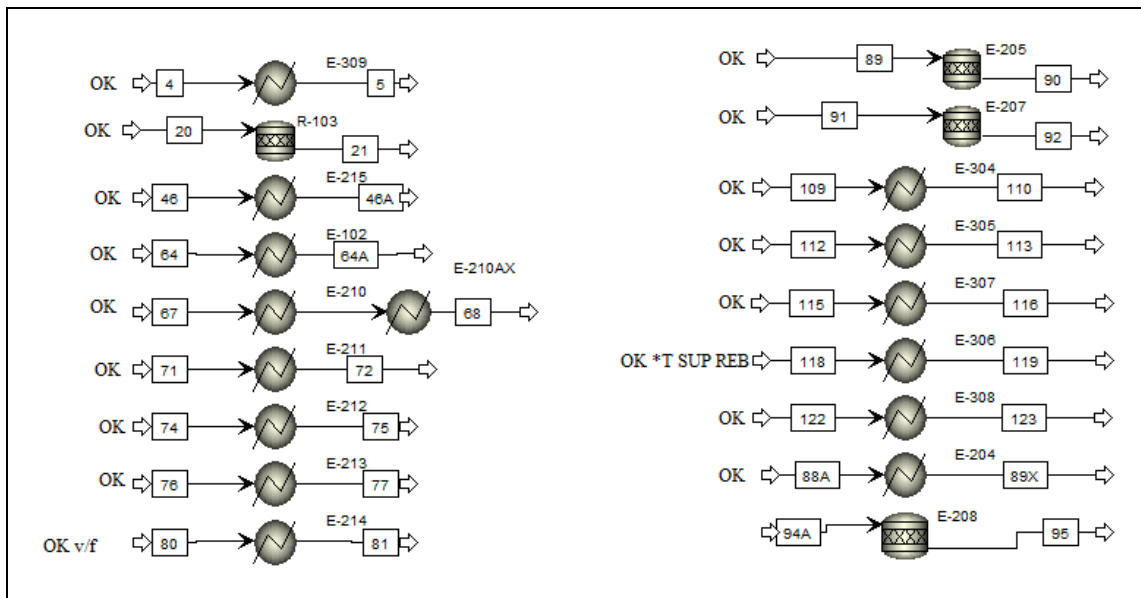 E-309
OK 4 5
R-103
OK 20 21
E-215
OK 46 46A
E-102
OK 64 64A
E-210AX
E-210
OK 67 68
E-211
OK 71 72
E-212
OK 74 75
E-213
OK 76 77
E-214
OK v/f 80 81
E-205
OK 89 90
E-207
OK 91 92
E-304
OK 109 110
E-305
OK 112 113
E-307
OK 115 116
E-306
OK *T SUP REB 118 119
E-308
OK 122 123
E-204
OK 88A 89X
E-208
94A 95